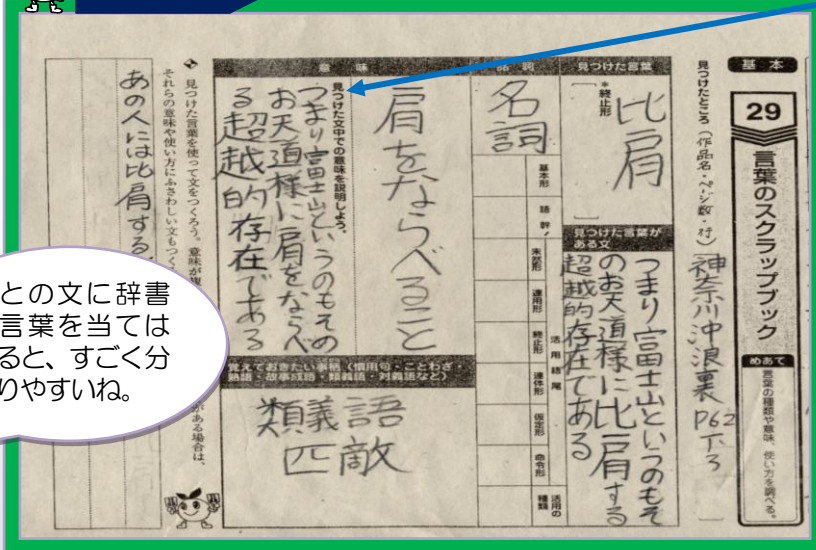 基本
29
言葉のスクラップブック
めあて
言葉の種類や意味、使い方を調べる。
見つけたところ(作品名・ページ数・行)
神奈川沖浪裏 P62 下3
見つけた言葉
比肩
*終止形
見つけた言葉が
ある文
つまり富士山というのもそ
のお天道様に比肩する
超越的存在である
品詞
名詞
基本形
語幹
活用語尾
未然形
連用形
終止形
連体形
仮定形
命令形
活用の
種類
意味
肩をならべること
見つけた文中での意味を説明しよう。
つまり富士山というのもその
お天道様に肩をならべ
る超越的存在である
覚えておきたい事柄(慣用句・ことわざ・
熟語・故事成語・類義語・対義語など)
類義語
匹敵
見つけた言葉を使って文をつくろう。意味が複
がある場合は、
それらの意味や使い方にふさわしい文もつく
あの人には比肩する
との文に辞書
言葉を当ては
ると、すごく分
りやすいね。